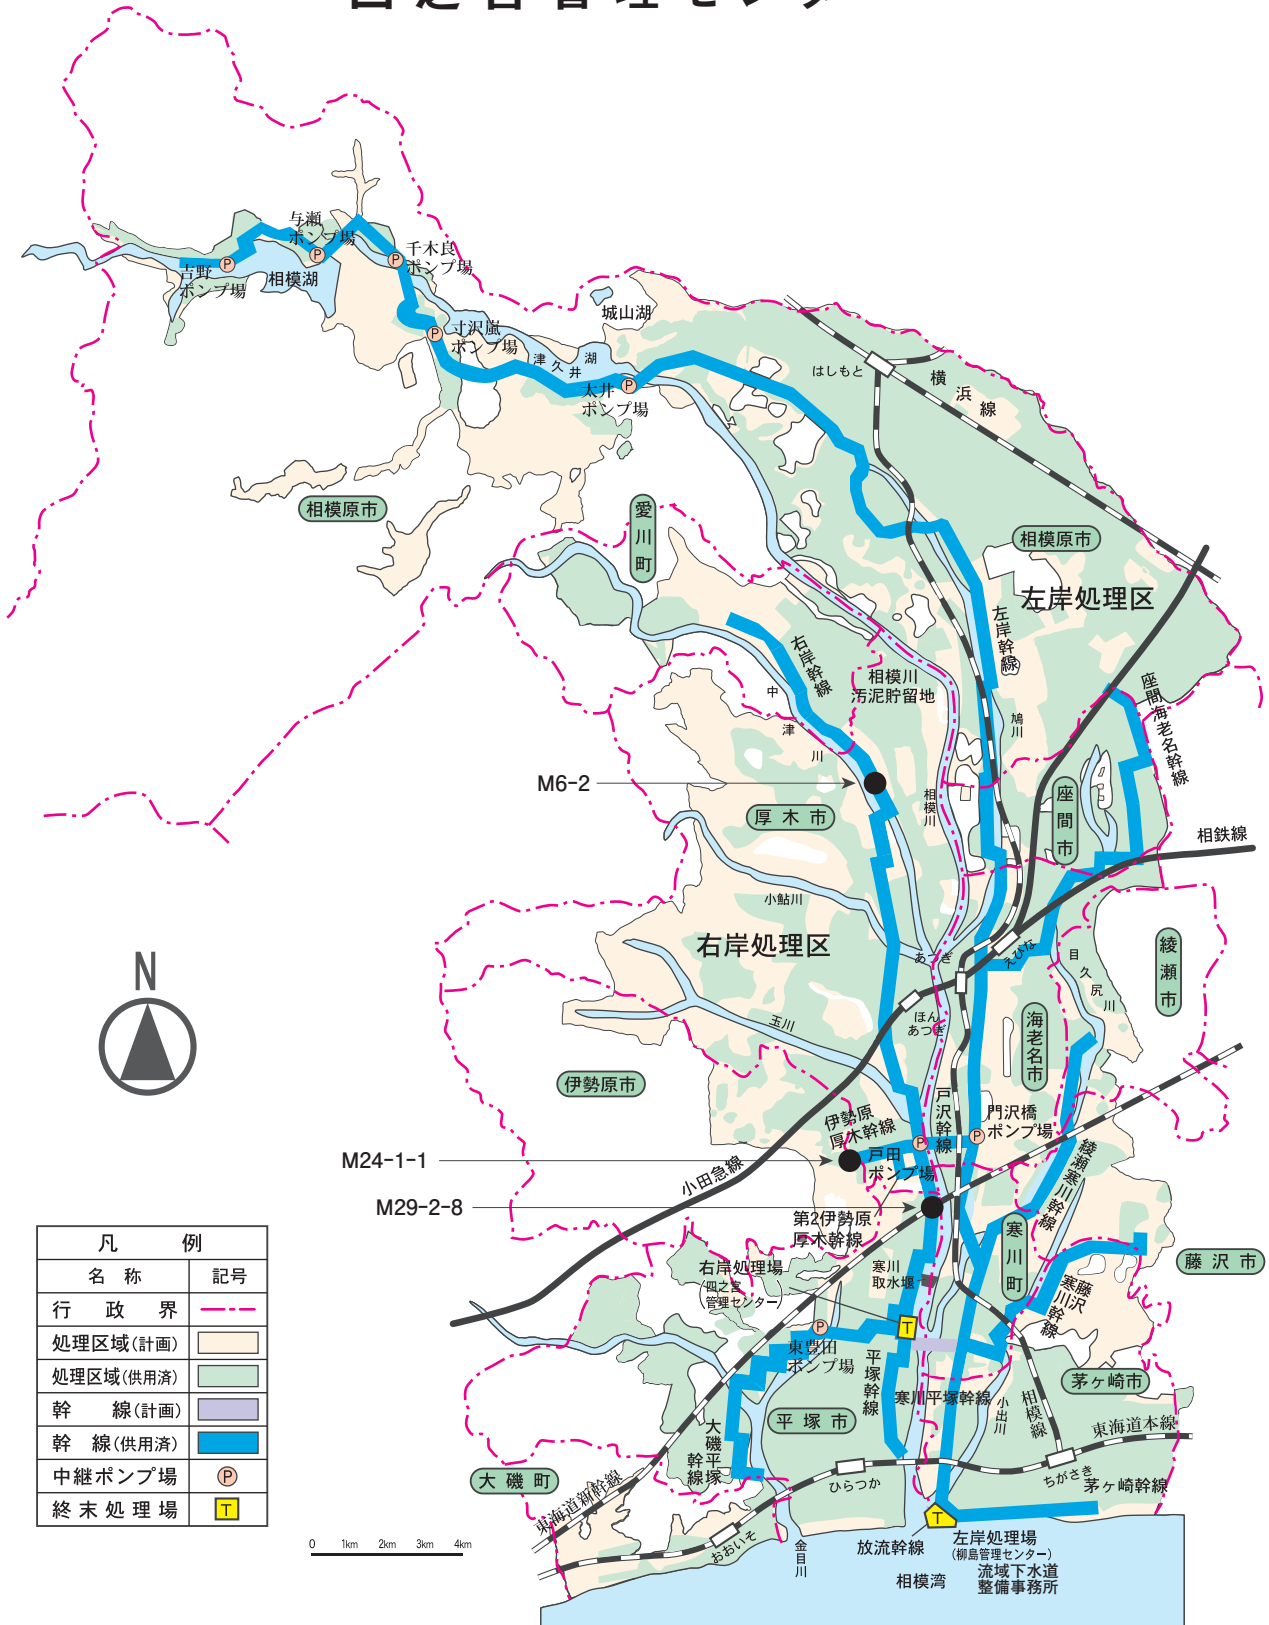 四之宮管理センター
与瀬
ポンプ場
千木良
ポンプ場
吉野
ポンプ場
相模湖
城山湖
寸沢嵐
ポンプ場
津久井湖
太井
ポンプ場
はしもと
横浜線
相模原市
愛川町
相模原市
左岸処理区
左岸幹線
右岸幹線
相模川
汚泥貯留地
中津川
鳩川
座間海老名幹線
M6-2
相模川
座間市
厚木市
相鉄線
小鮎川
右岸処理区
あつぎ
えびな
目久尻川
綾瀬市
N
玉川
ほん
あつぎ
海老名市
伊勢原市
伊勢原
厚木幹線
戸沢幹線
門沢橋
ポンプ場
M24-1-1
戸田
ポンプ場
小田急線
綾瀬寒川幹線
M29-2-8
第2伊勢原
厚木幹線
寒川町
右岸処理場
(四之宮
管理センター)
寒川
取水堰
藤沢市
藤沢
寒川幹線
T
東豊田
ポンプ場
平塚幹線
寒川平塚幹線
小出川
相模線
茅ヶ崎市
平塚市
大磯平塚
幹線
東海道本線
大磯町
東海道新幹線
ひらつか
ちがさき
茅ヶ崎幹線
おおいそ
金目川
T
放流幹線
左岸処理場
(柳島管理センター)
流域下水道
整備事務所
相模湾
凡例
名称 記号
行政界
処理区域(計画)
処理区域(供用済)
幹線(計画)
幹線(供用済)
中継ポンプ場 P
終末処理場 T
0 1km 2km 3km 4km